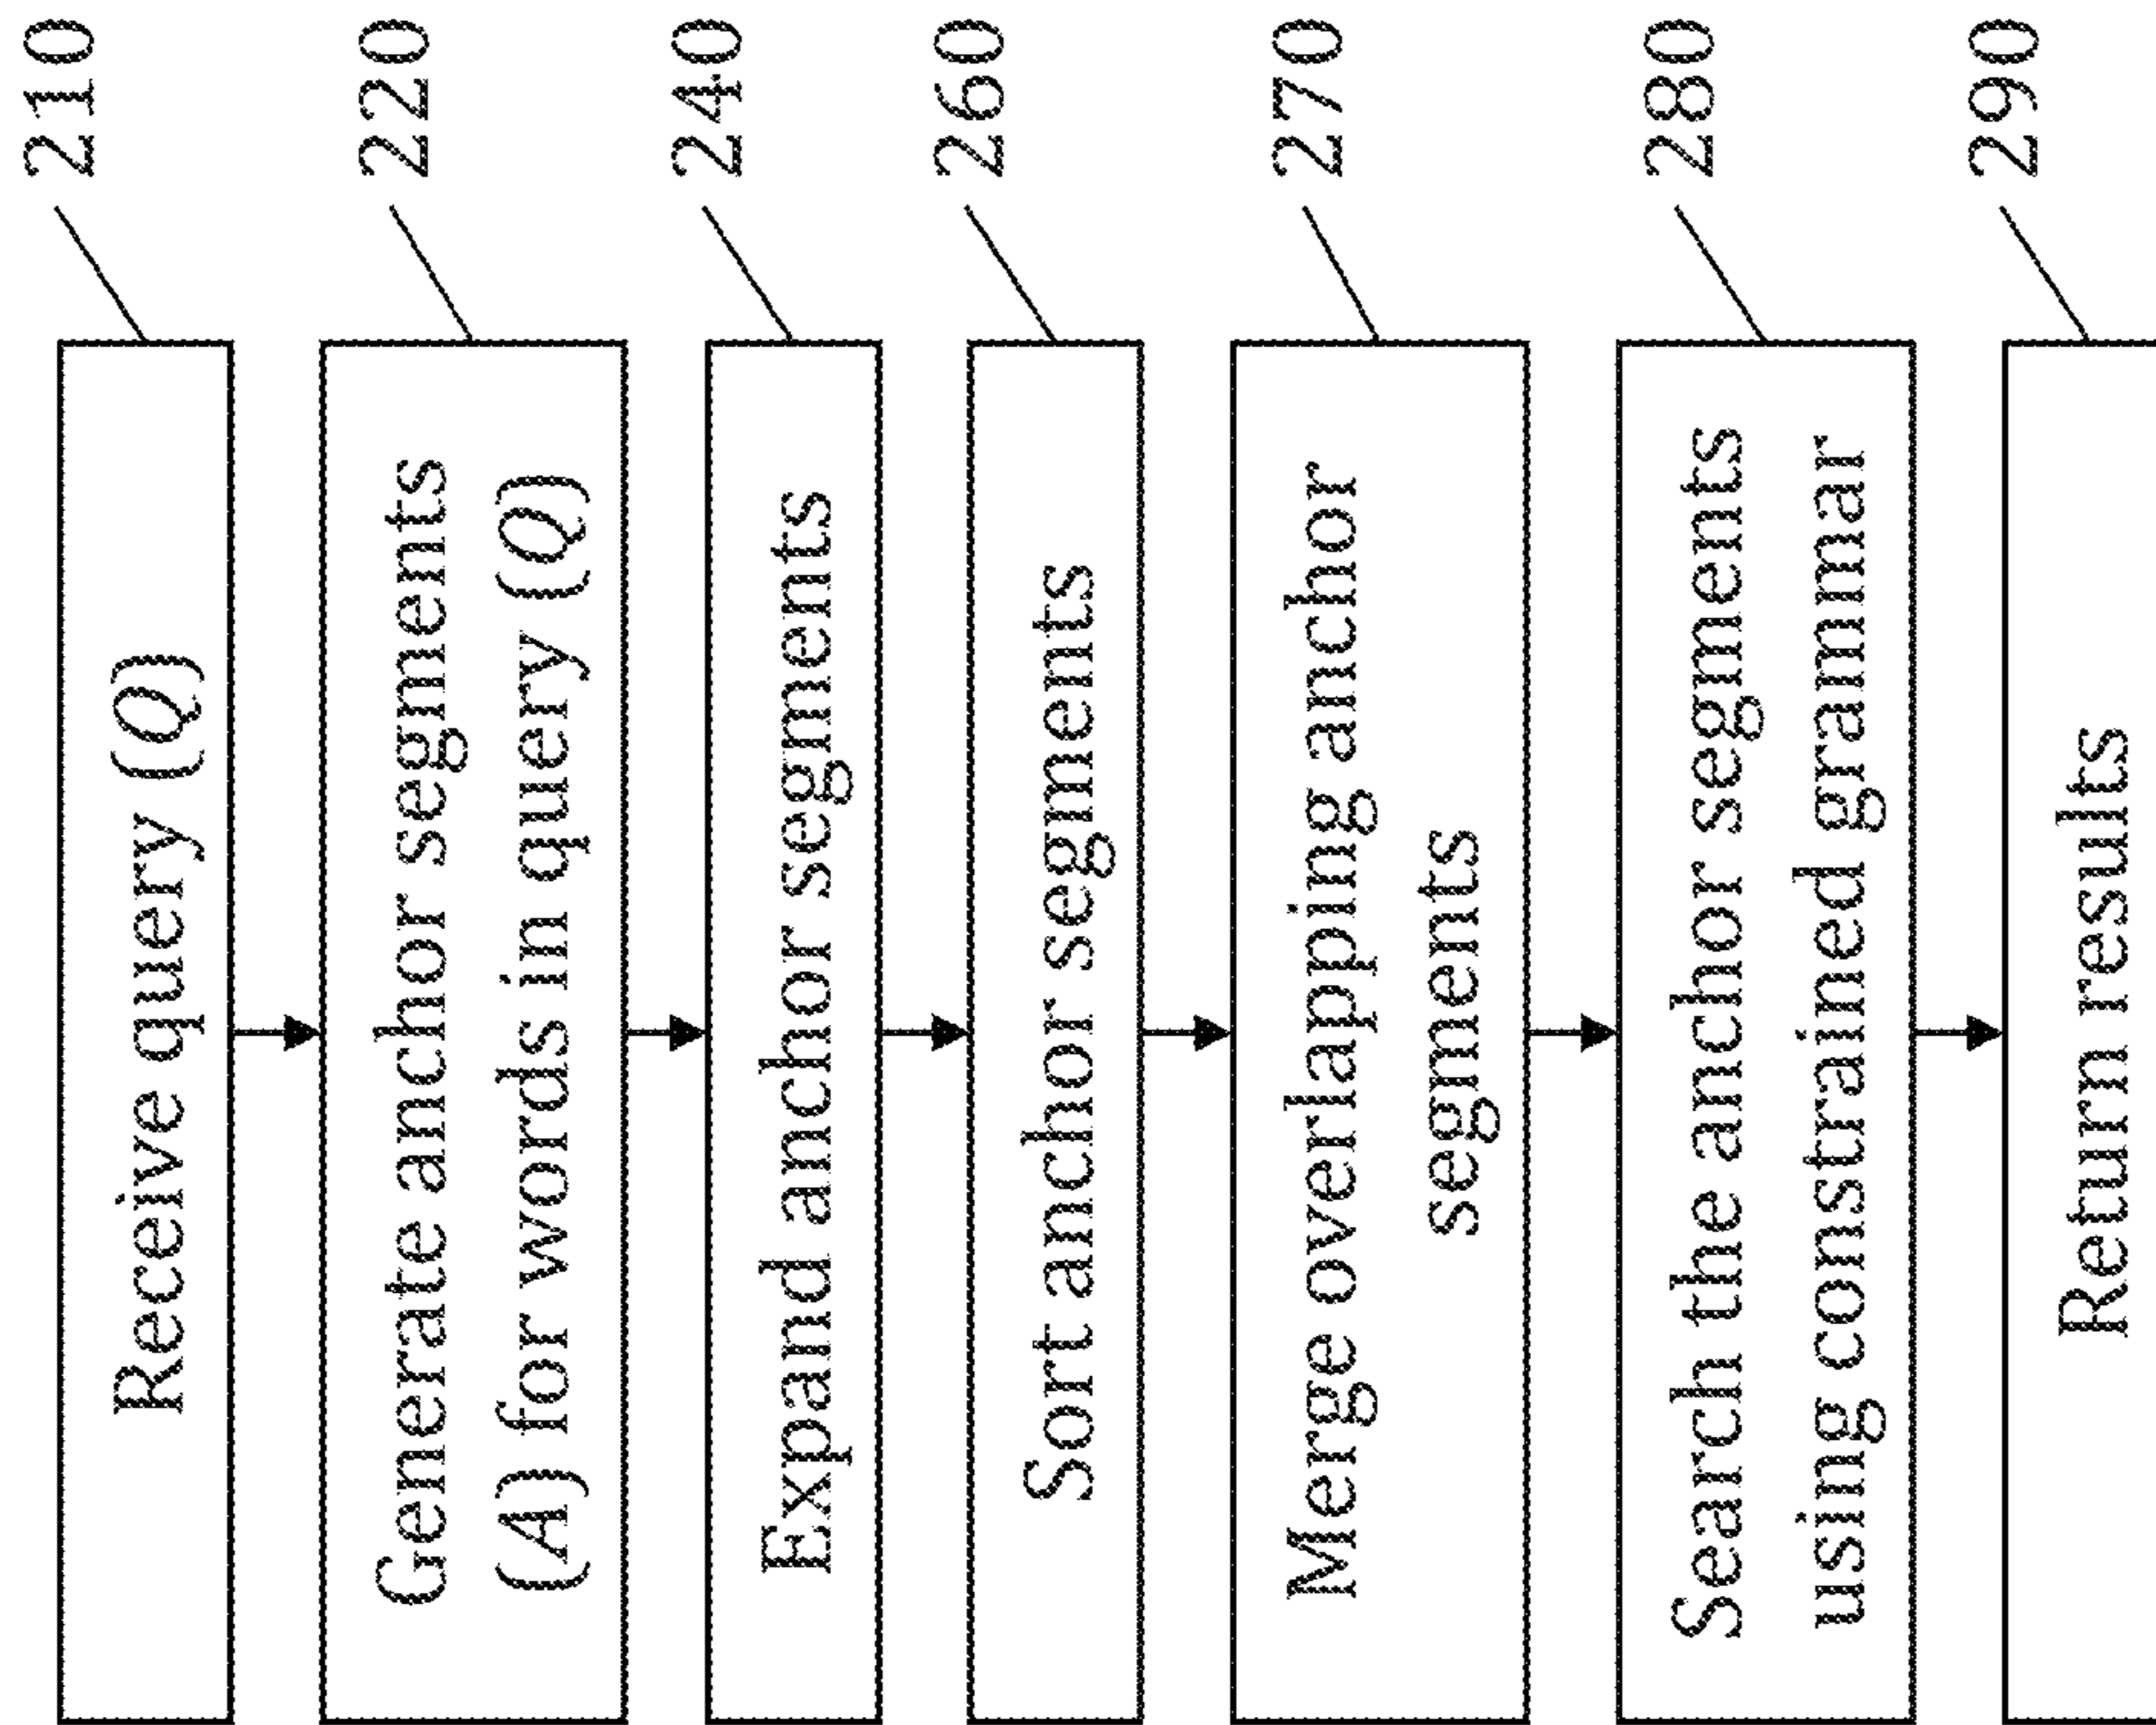 Receive query (Q)
210
Generate anchor segments
(A) for words in query (Q)
220
Expand anchor segments
240
Sort anchor segments
260
Merge overlapping anchor
segments
270
Search the anchor segments
using constrained grammar
280
Return results
290